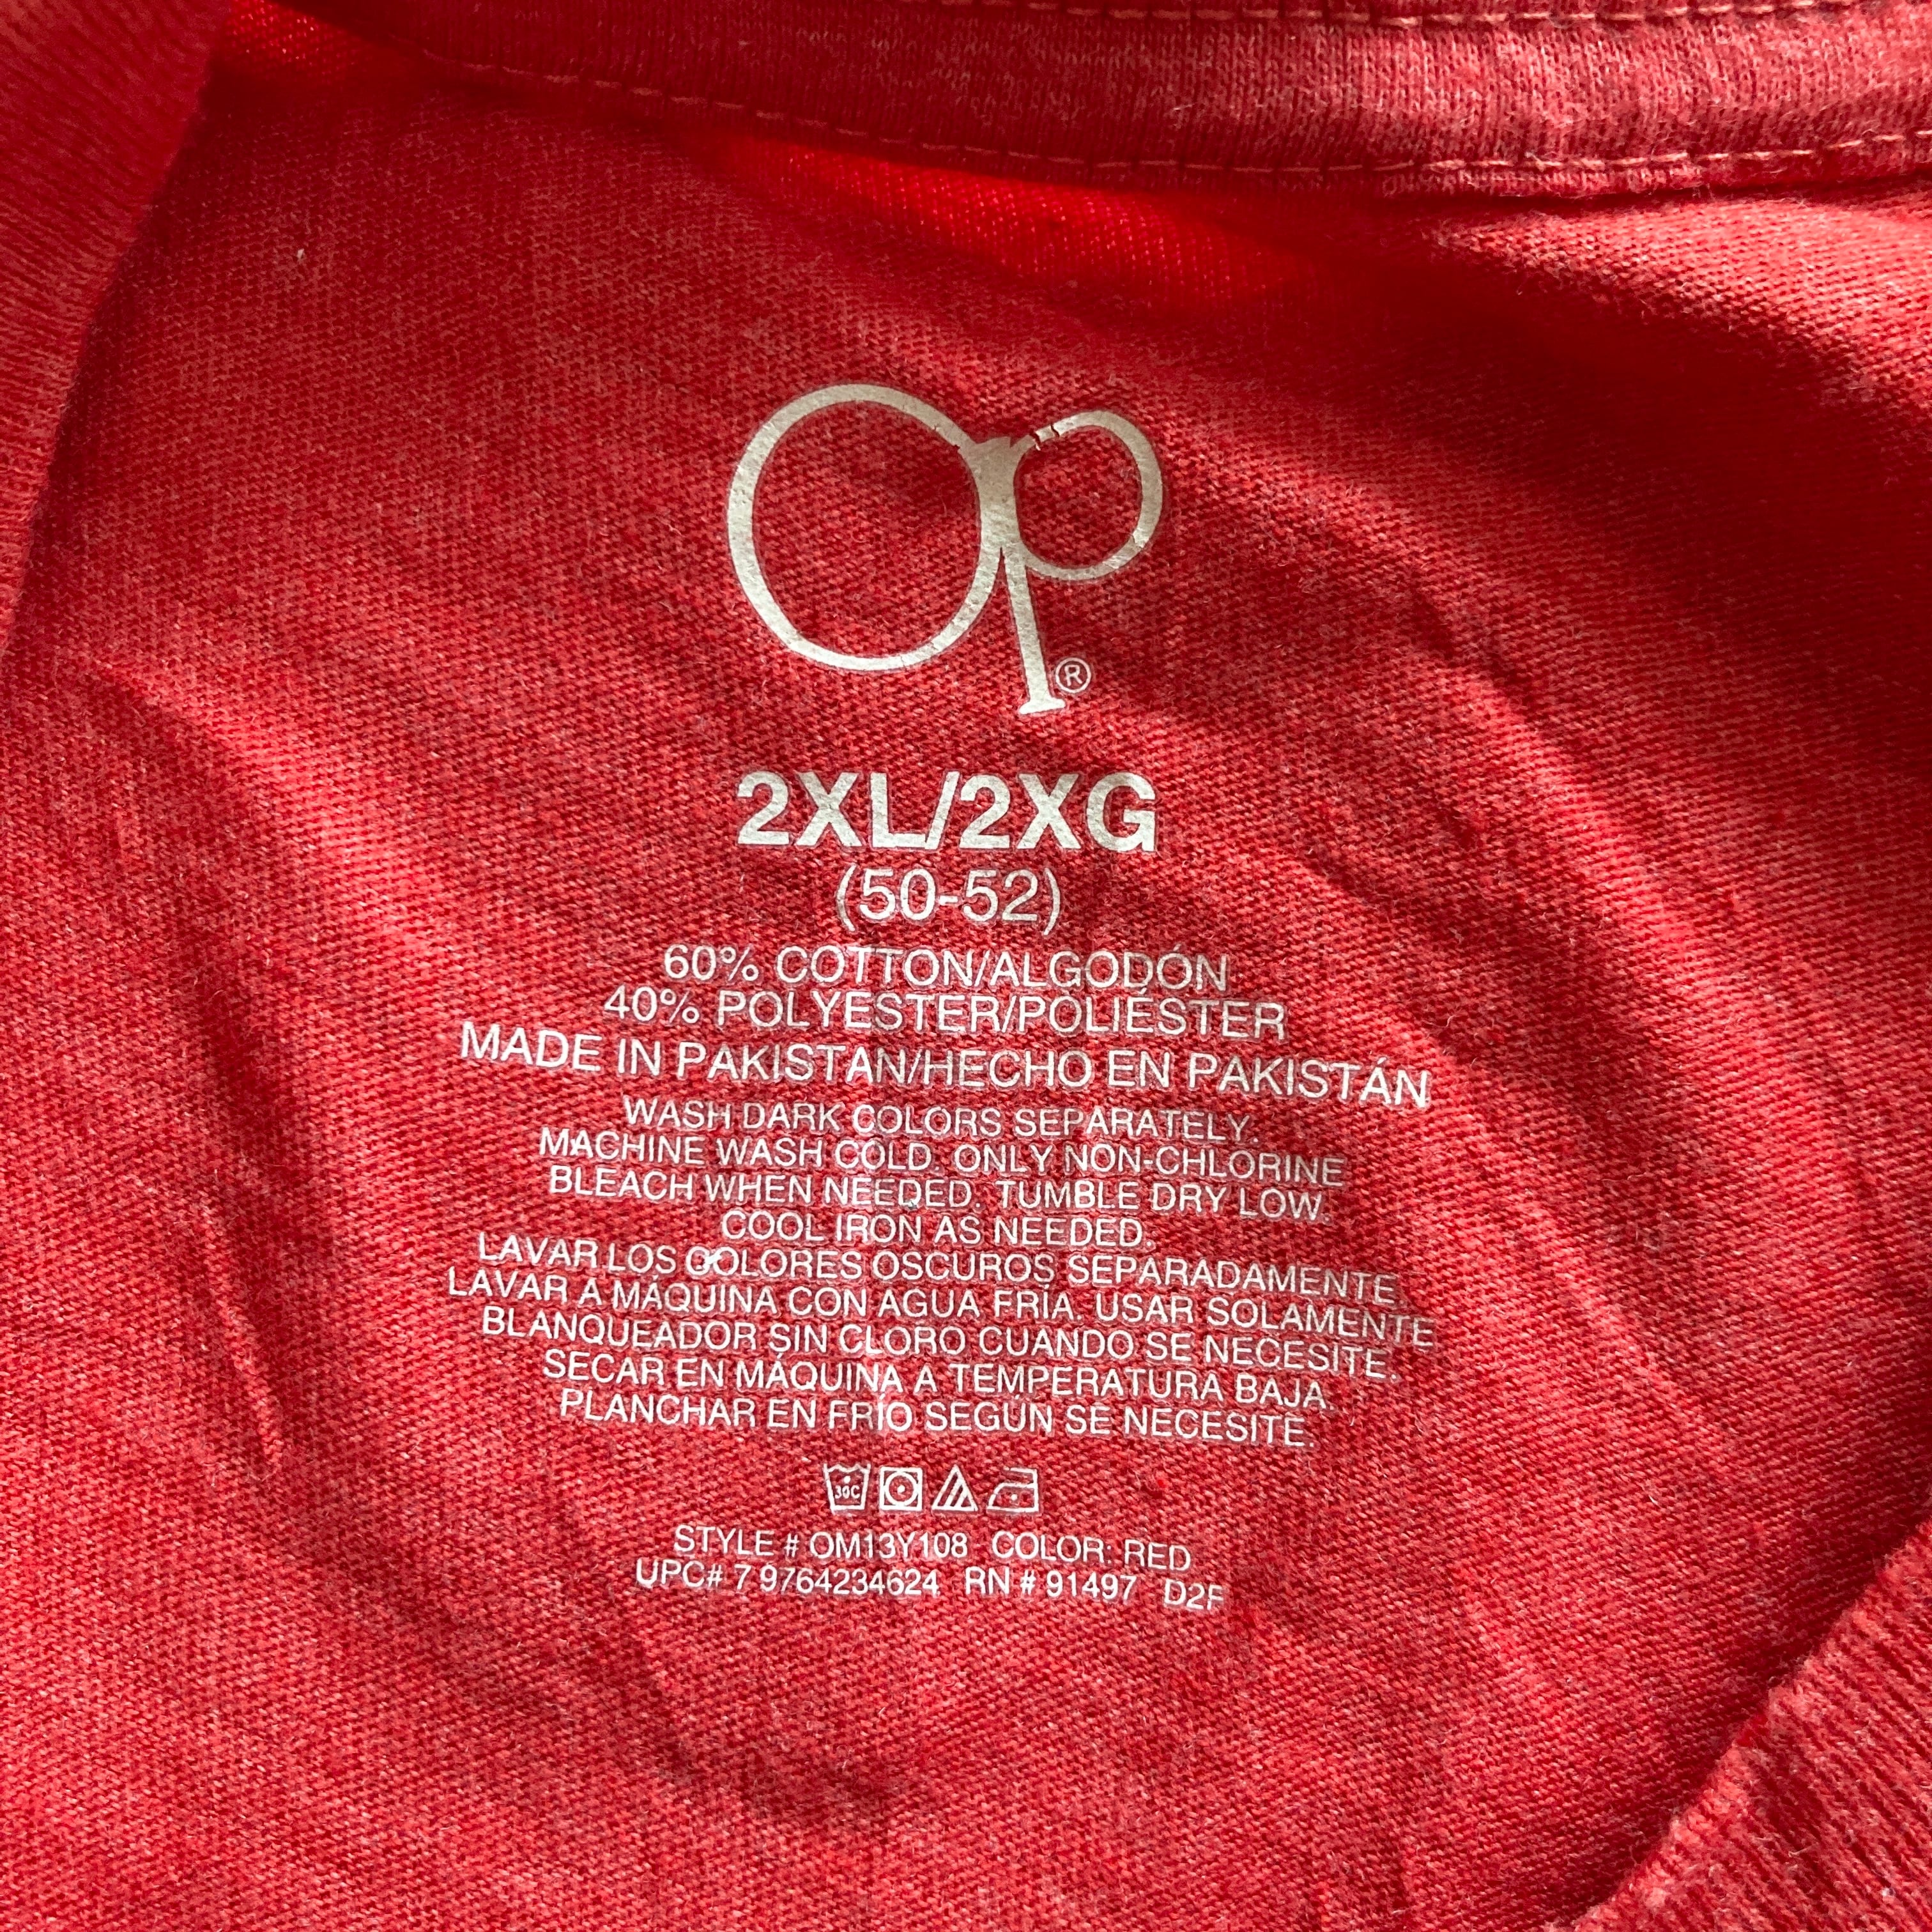 op®
2XL/2XG
(50-52)
60% COTTON/ALGODÓN
40% POLYESTER/POLIÉSTER
MADE IN PAKISTAN/HECHO EN PAKISTÁN
WASH DARK COLORS SEPARATELY.
MACHINE WASH COLD. ONLY NON-CHLORINE
BLEACH WHEN NEEDED. TUMBLE DRY LOW.
COOL IRON AS NEEDED.
LAVAR LOS COLORES OSCUROS SEPARADAMENTE.
LAVAR A MÁQUINA CON AGUA FRÍA. USAR SOLAMENTE
BLANQUEADOR SIN CLORO CUANDO SE NECESITE.
SECAR EN MÁQUINA A TEMPERATURA BAJA.
PLANCHAR EN FRÍO SEGÚN SE NECESITE.
30C
STYLE # OM13Y108 COLOR: RED
UPC# 7 9764234624 RN # 91497 D2F